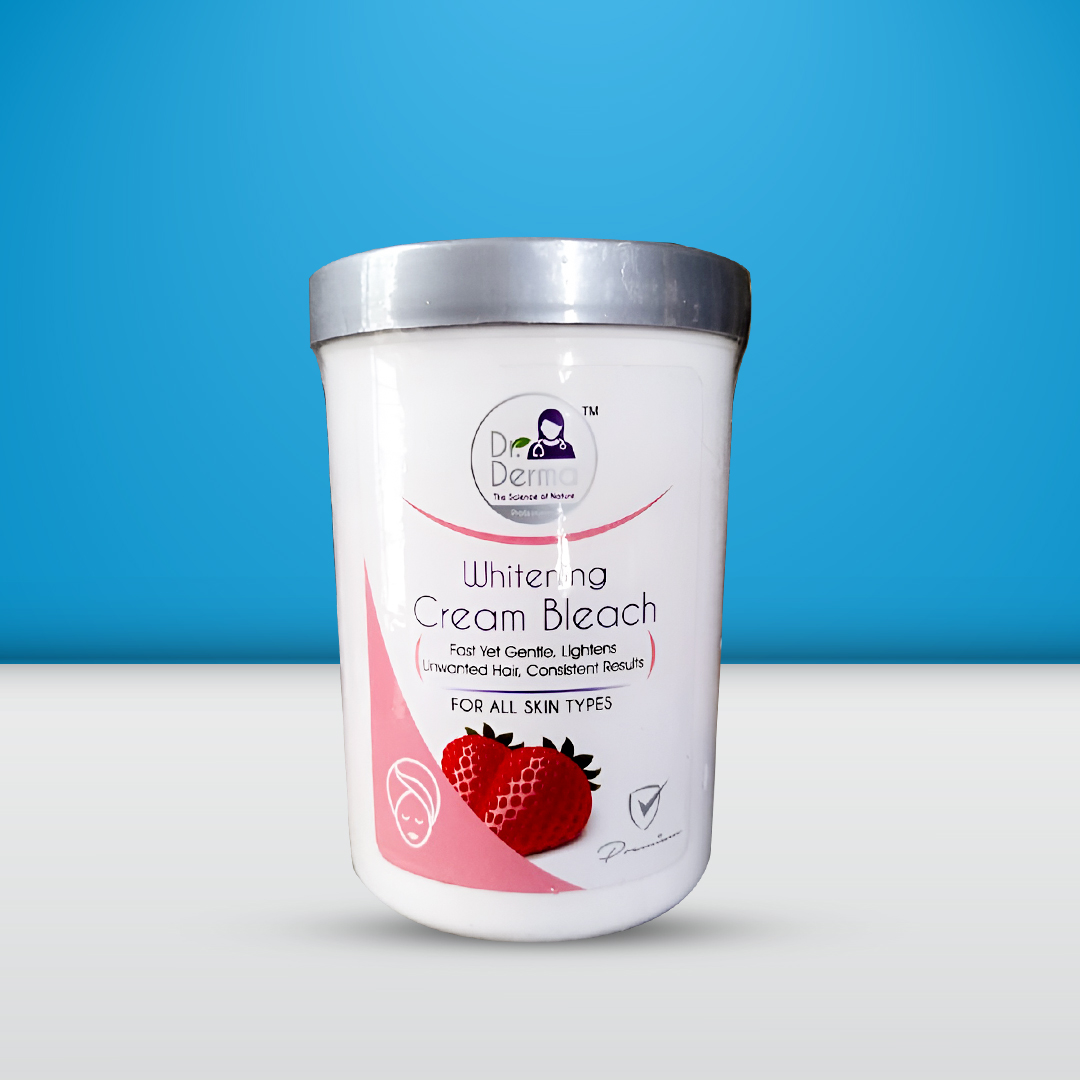 TM
Dr.
Derma
The Science of Nature
Whitening
Cream Bleach
Fast Yet Gentle, Lightens
Unwanted Hair, Consistent Results
FOR ALL SKIN TYPES
Premium